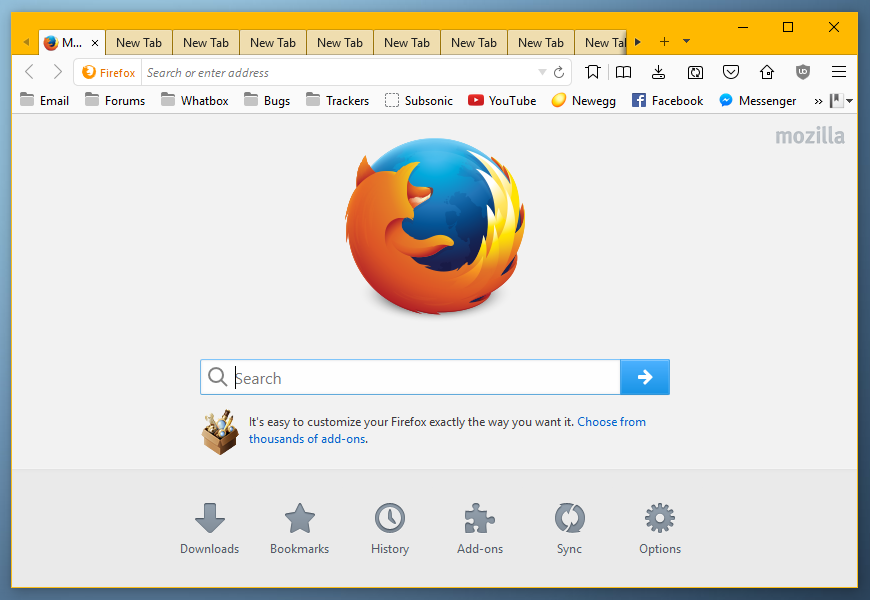 M... New Tab New Tab New Tab New Tab New Tab New Tab New Tab New Tab
Firefox Search or enter address
Email Forums Whatbox Bugs Trackers Subsonic YouTube Newegg Facebook Messenger
mozilla
Search
It's easy to customize your Firefox exactly the way you want it. Choose from
thousands of add-ons.
Downloads Bookmarks History Add-ons Sync Options